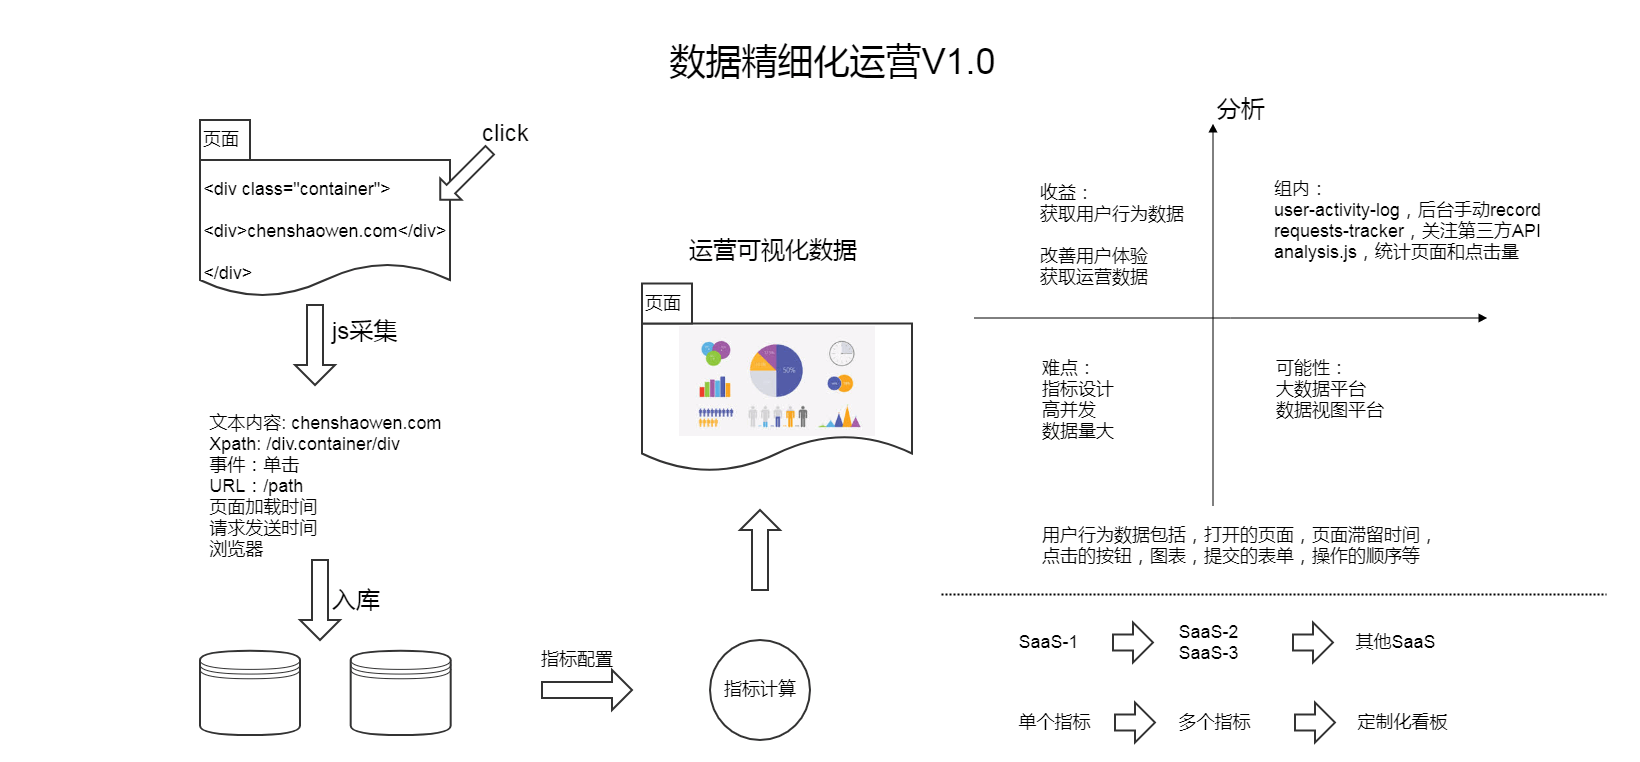 数据精细化运营V1.0
页面
click
<div class="container">
<div>chenshaowen.com</div>
</div>
js采集
文本内容: chenshaowen.com
Xpath: /div.container/div
事件：单击
URL：/path
页面加载时间
请求发送时间
浏览器
入库
指标配置
指标计算
运营可视化数据
页面
50%
分析
收益：
获取用户行为数据
改善用户体验
获取运营数据
组内：
user-activity-log，后台手动record
requests-tracker，关注第三方API
analysis.js，统计页面和点击量
难点：
指标设计
高并发
数据量大
可能性：
大数据平台
数据视图平台
用户行为数据包括，打开的页面，页面滞留时间，
点击的按钮，图表，提交的表单，操作的顺序等
SaaS-1
SaaS-2
SaaS-3
其他SaaS
单个指标
多个指标
定制化看板